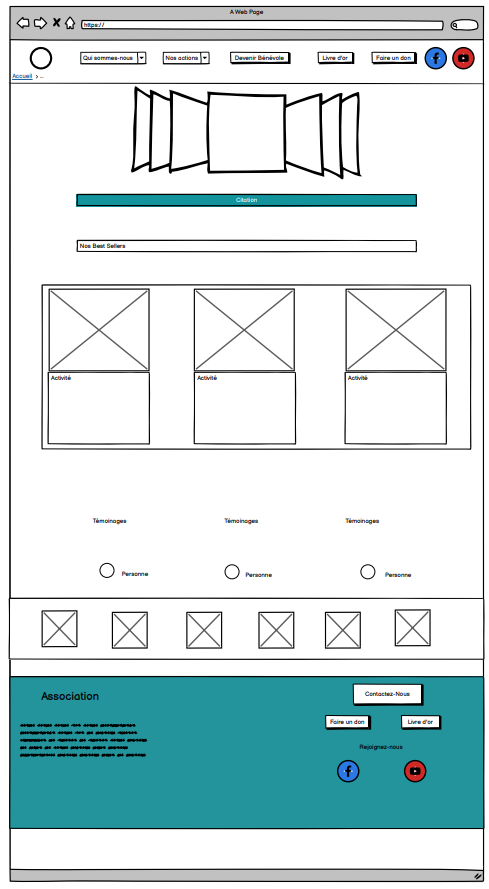 A Web Page
https://
Qui sommes-nous
Nos actions
Devenir Bénévole
Livre d'or
Faire un don
Accueil > ..
Citation
Nos Best Sellers
Activité
Activité
Activité
Témoinages
Témoinages
Témoinages
Personne
Personne
Personne
Association
Contactez-Nous
Faire un don
Livre d'or
Rejoignez-nous